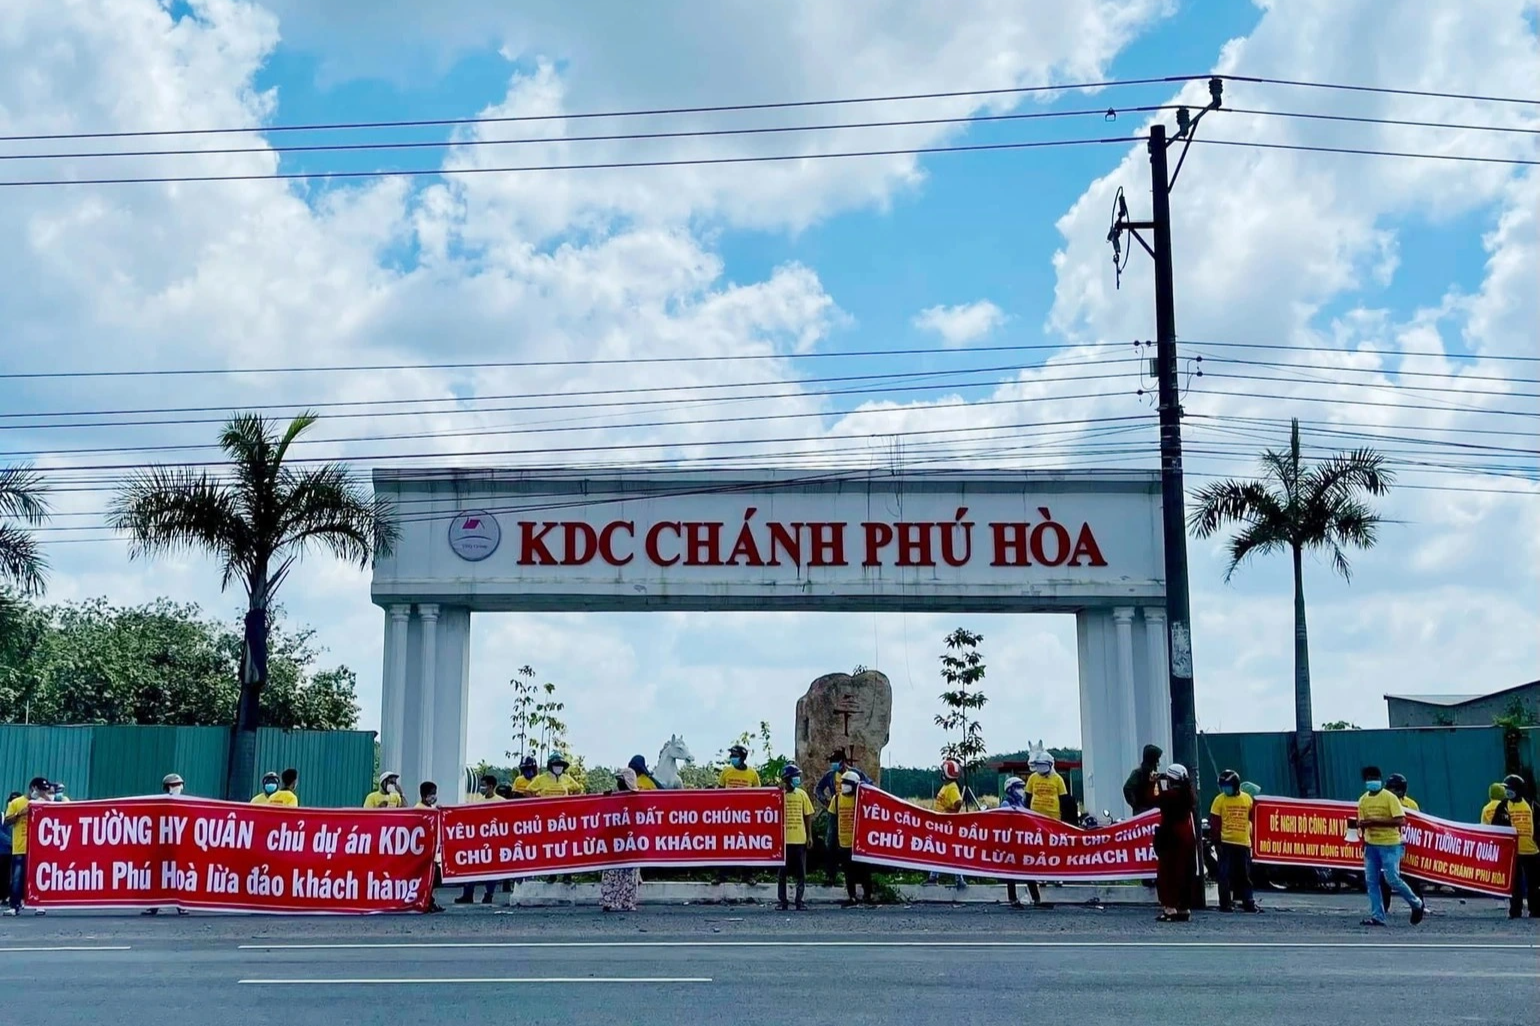 KDC CHÁNH PHÚ HÒA
Cty TƯỜNG HY QUÂN chủ dự án KDC
Chánh Phú Hoà lừa đảo khách hàng
YÊU CẦU CHỦ ĐẦU TƯ TRẢ ĐẤT CHO CHÚNG TÔI
CHỦ ĐẦU TƯ LỪA ĐẢO KHÁCH HÀNG
YÊU CẦU CHỦ ĐẦU TƯ TRẢ ĐẤT CHO CHÚNG
CHỦ ĐẦU TƯ LỪA ĐẢO KHÁCH HÀ
ĐỀ NGHỊ BỘ CÔNG AN CÔNG TY TƯỜNG HY QUÂN
MỞ DỰ ÁN MA HUY ĐỘNG VỐN TẠI KDC CHÁNH PHÚ HÒA